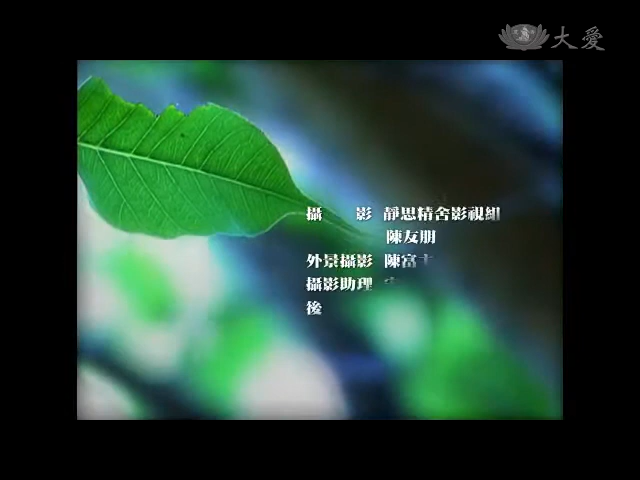 大愛
攝 影 靜思精舍影視組
陳友朋
外景攝影 陳富
攝影助理
後